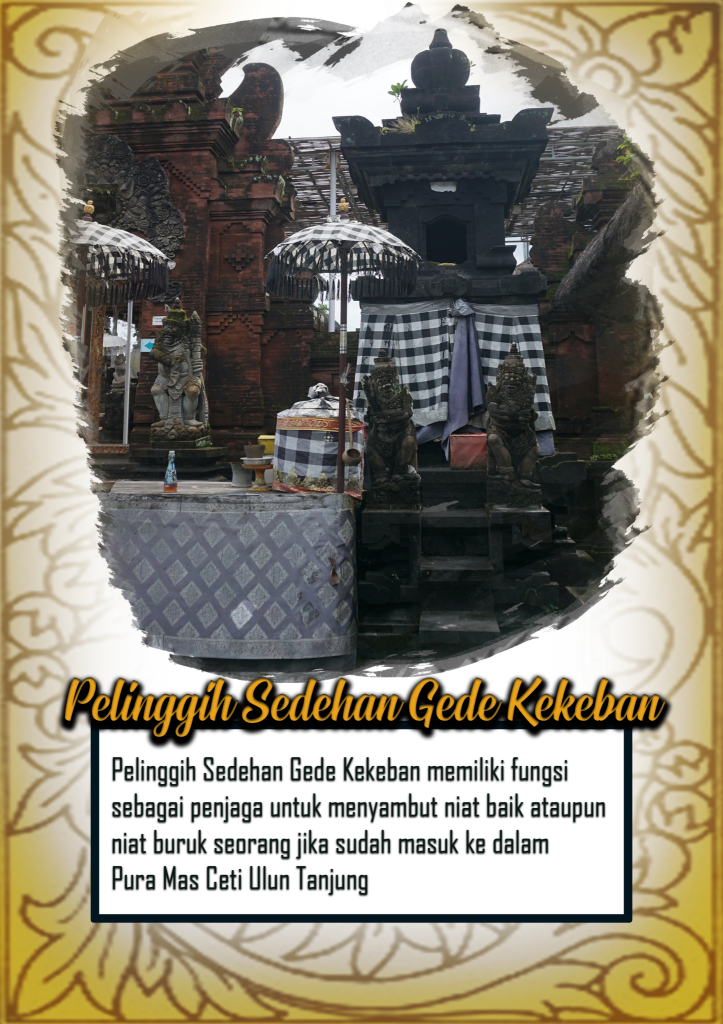 Pelinggih Sedehan Gede Kekeban
Pelinggih Sedehan Gede Kekeban memiliki fungsi
sebagai penjaga untuk menyambut niat baik ataupun
niat buruk seorang jika sudah masuk ke dalam
Pura Mas Ceti Ulun Tanjung